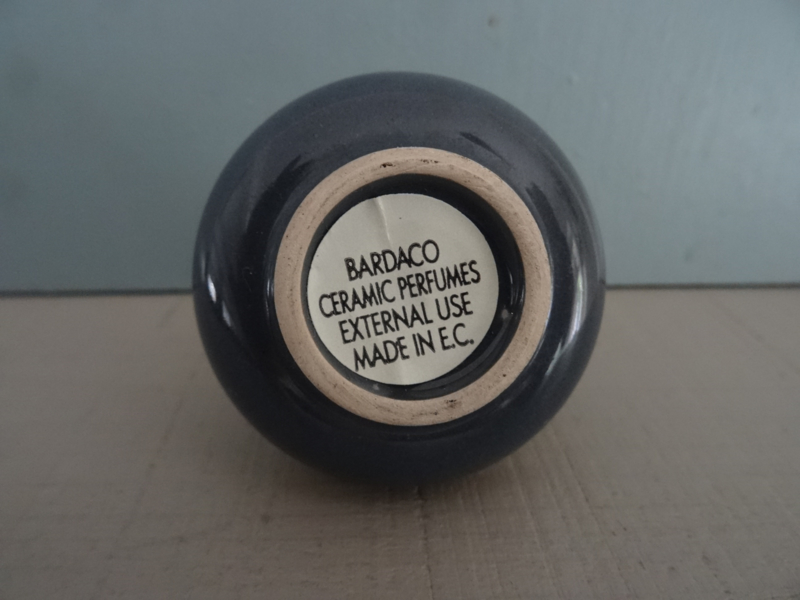 BARDACO
CERAMIC PERFUMES
EXTERNAL USE
MADE IN E.C.